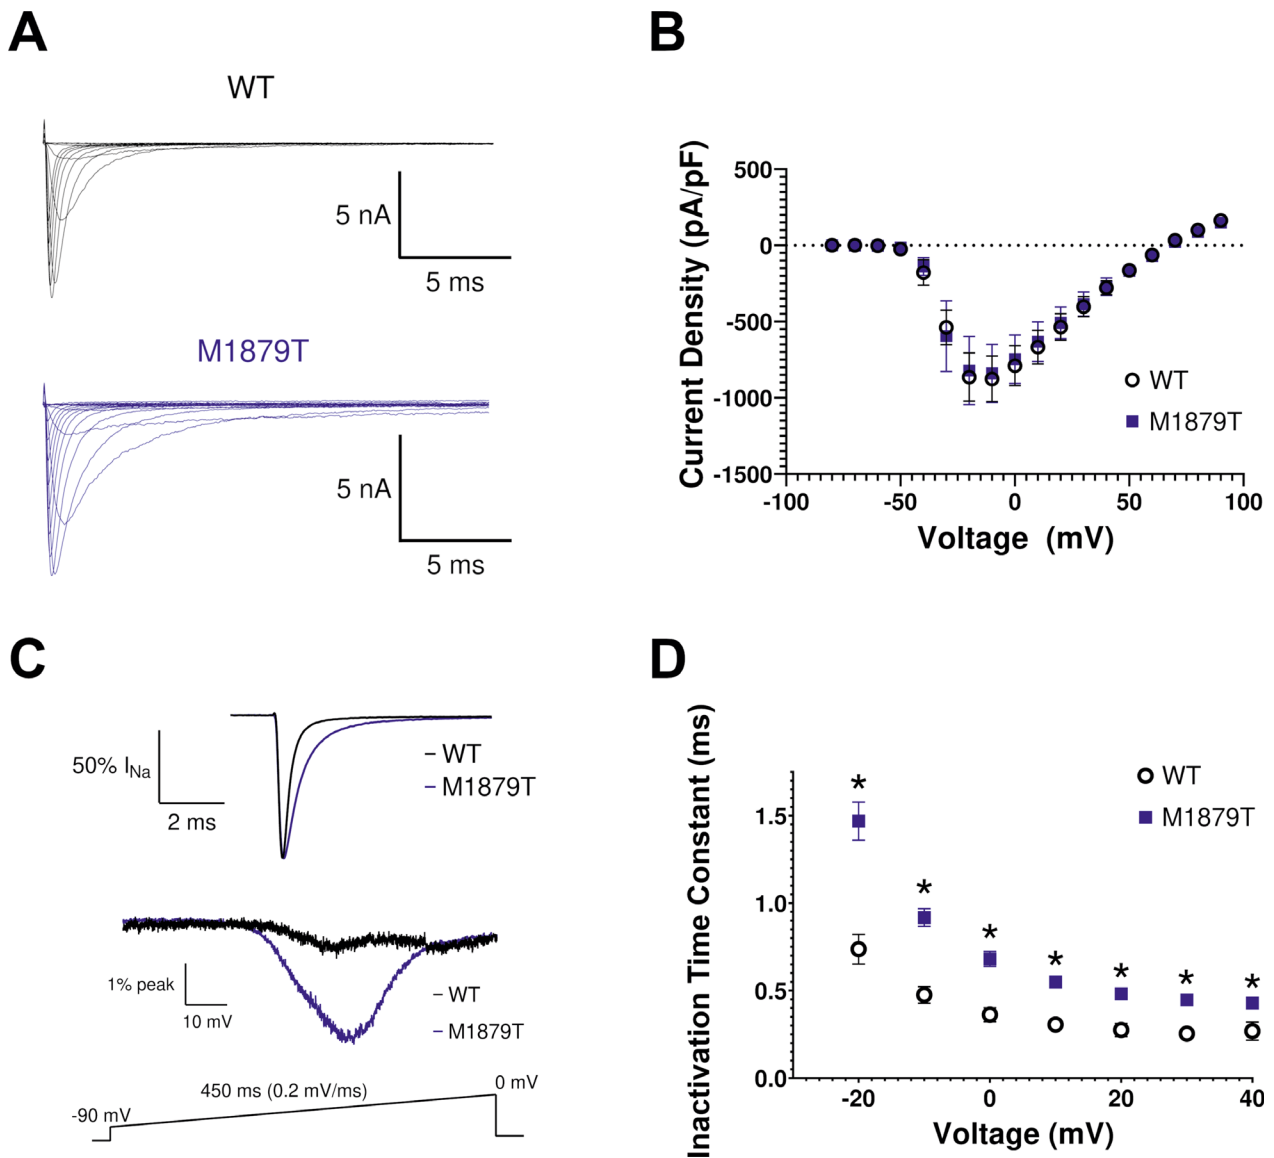 A
WT
5 nA
5 ms
M1879T
5 nA
5 ms
B
Current Density (pA/pF)
500
0
-500
-1000
-1500
-100
-50
0
50
100
Voltage (mV)
WT
M1879T
C
50% INa
2 ms
WT
M1879T
1% peak
10 mV
WT
M1879T
450 ms (0.2 mV/ms)
-90 mV
0 mV
D
Inactivation Time Constant (ms)
1.5
1.0
0.5
0.0
-20
0
20
40
Voltage (mV)
WT
M1879T
*
*
*
*
*
*
*